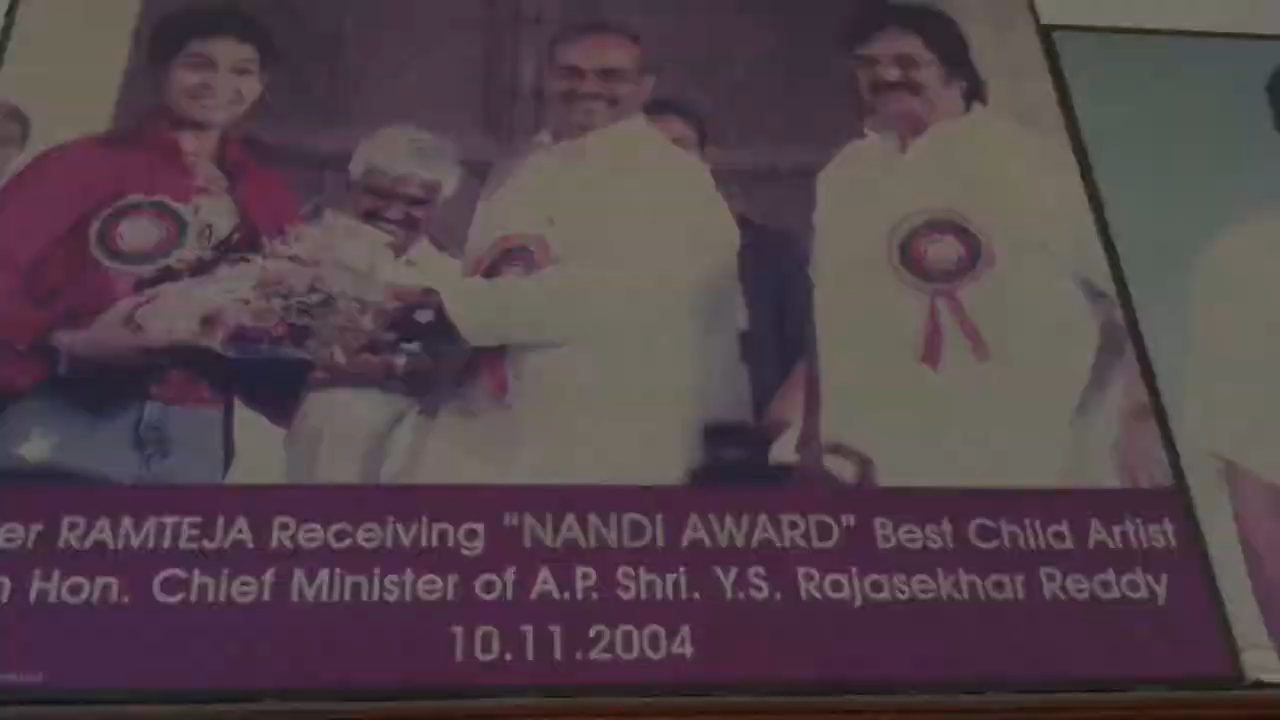 er RAMTEJA Receiving "NANDI AWARD" Best Child Artist
Hon. Chief Minister of A.P. Shri. Y.S. Rajasekhar Reddy
10.11.2004